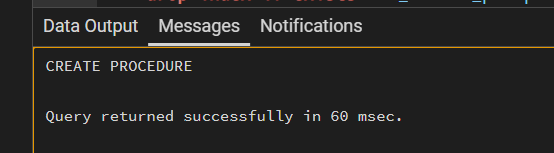 Data Output Messages Notifications
CREATE PROCEDURE
Query returned successfully in 60 msec.